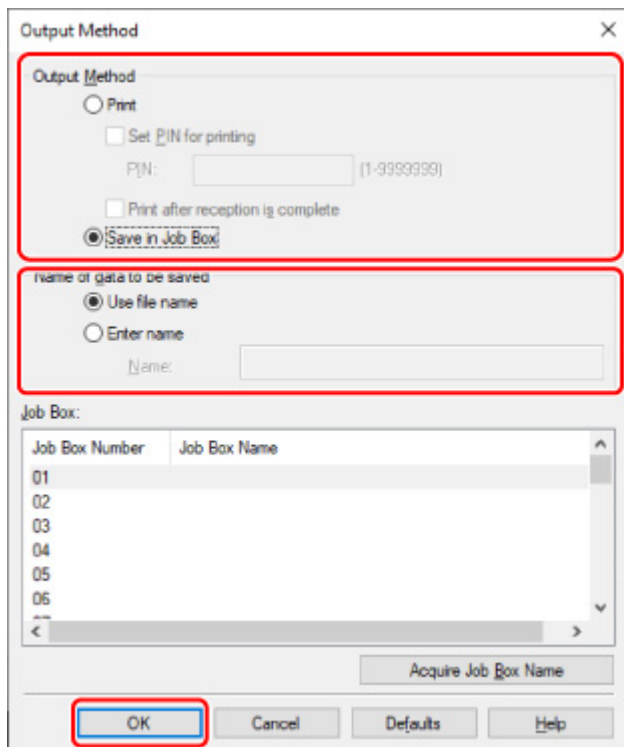 Output Method
Output Method
Print
Set PIN for printing
PIN: (1-9999999)
Print after reception is complete
Save in Job Box
Name of data to be saved
Use file name
Enter name
Name:
Job Box:
Job Box Number Job Box Name
01
02
03
04
05
06
07
Acquire Job Box Name
OK Cancel Defaults Help